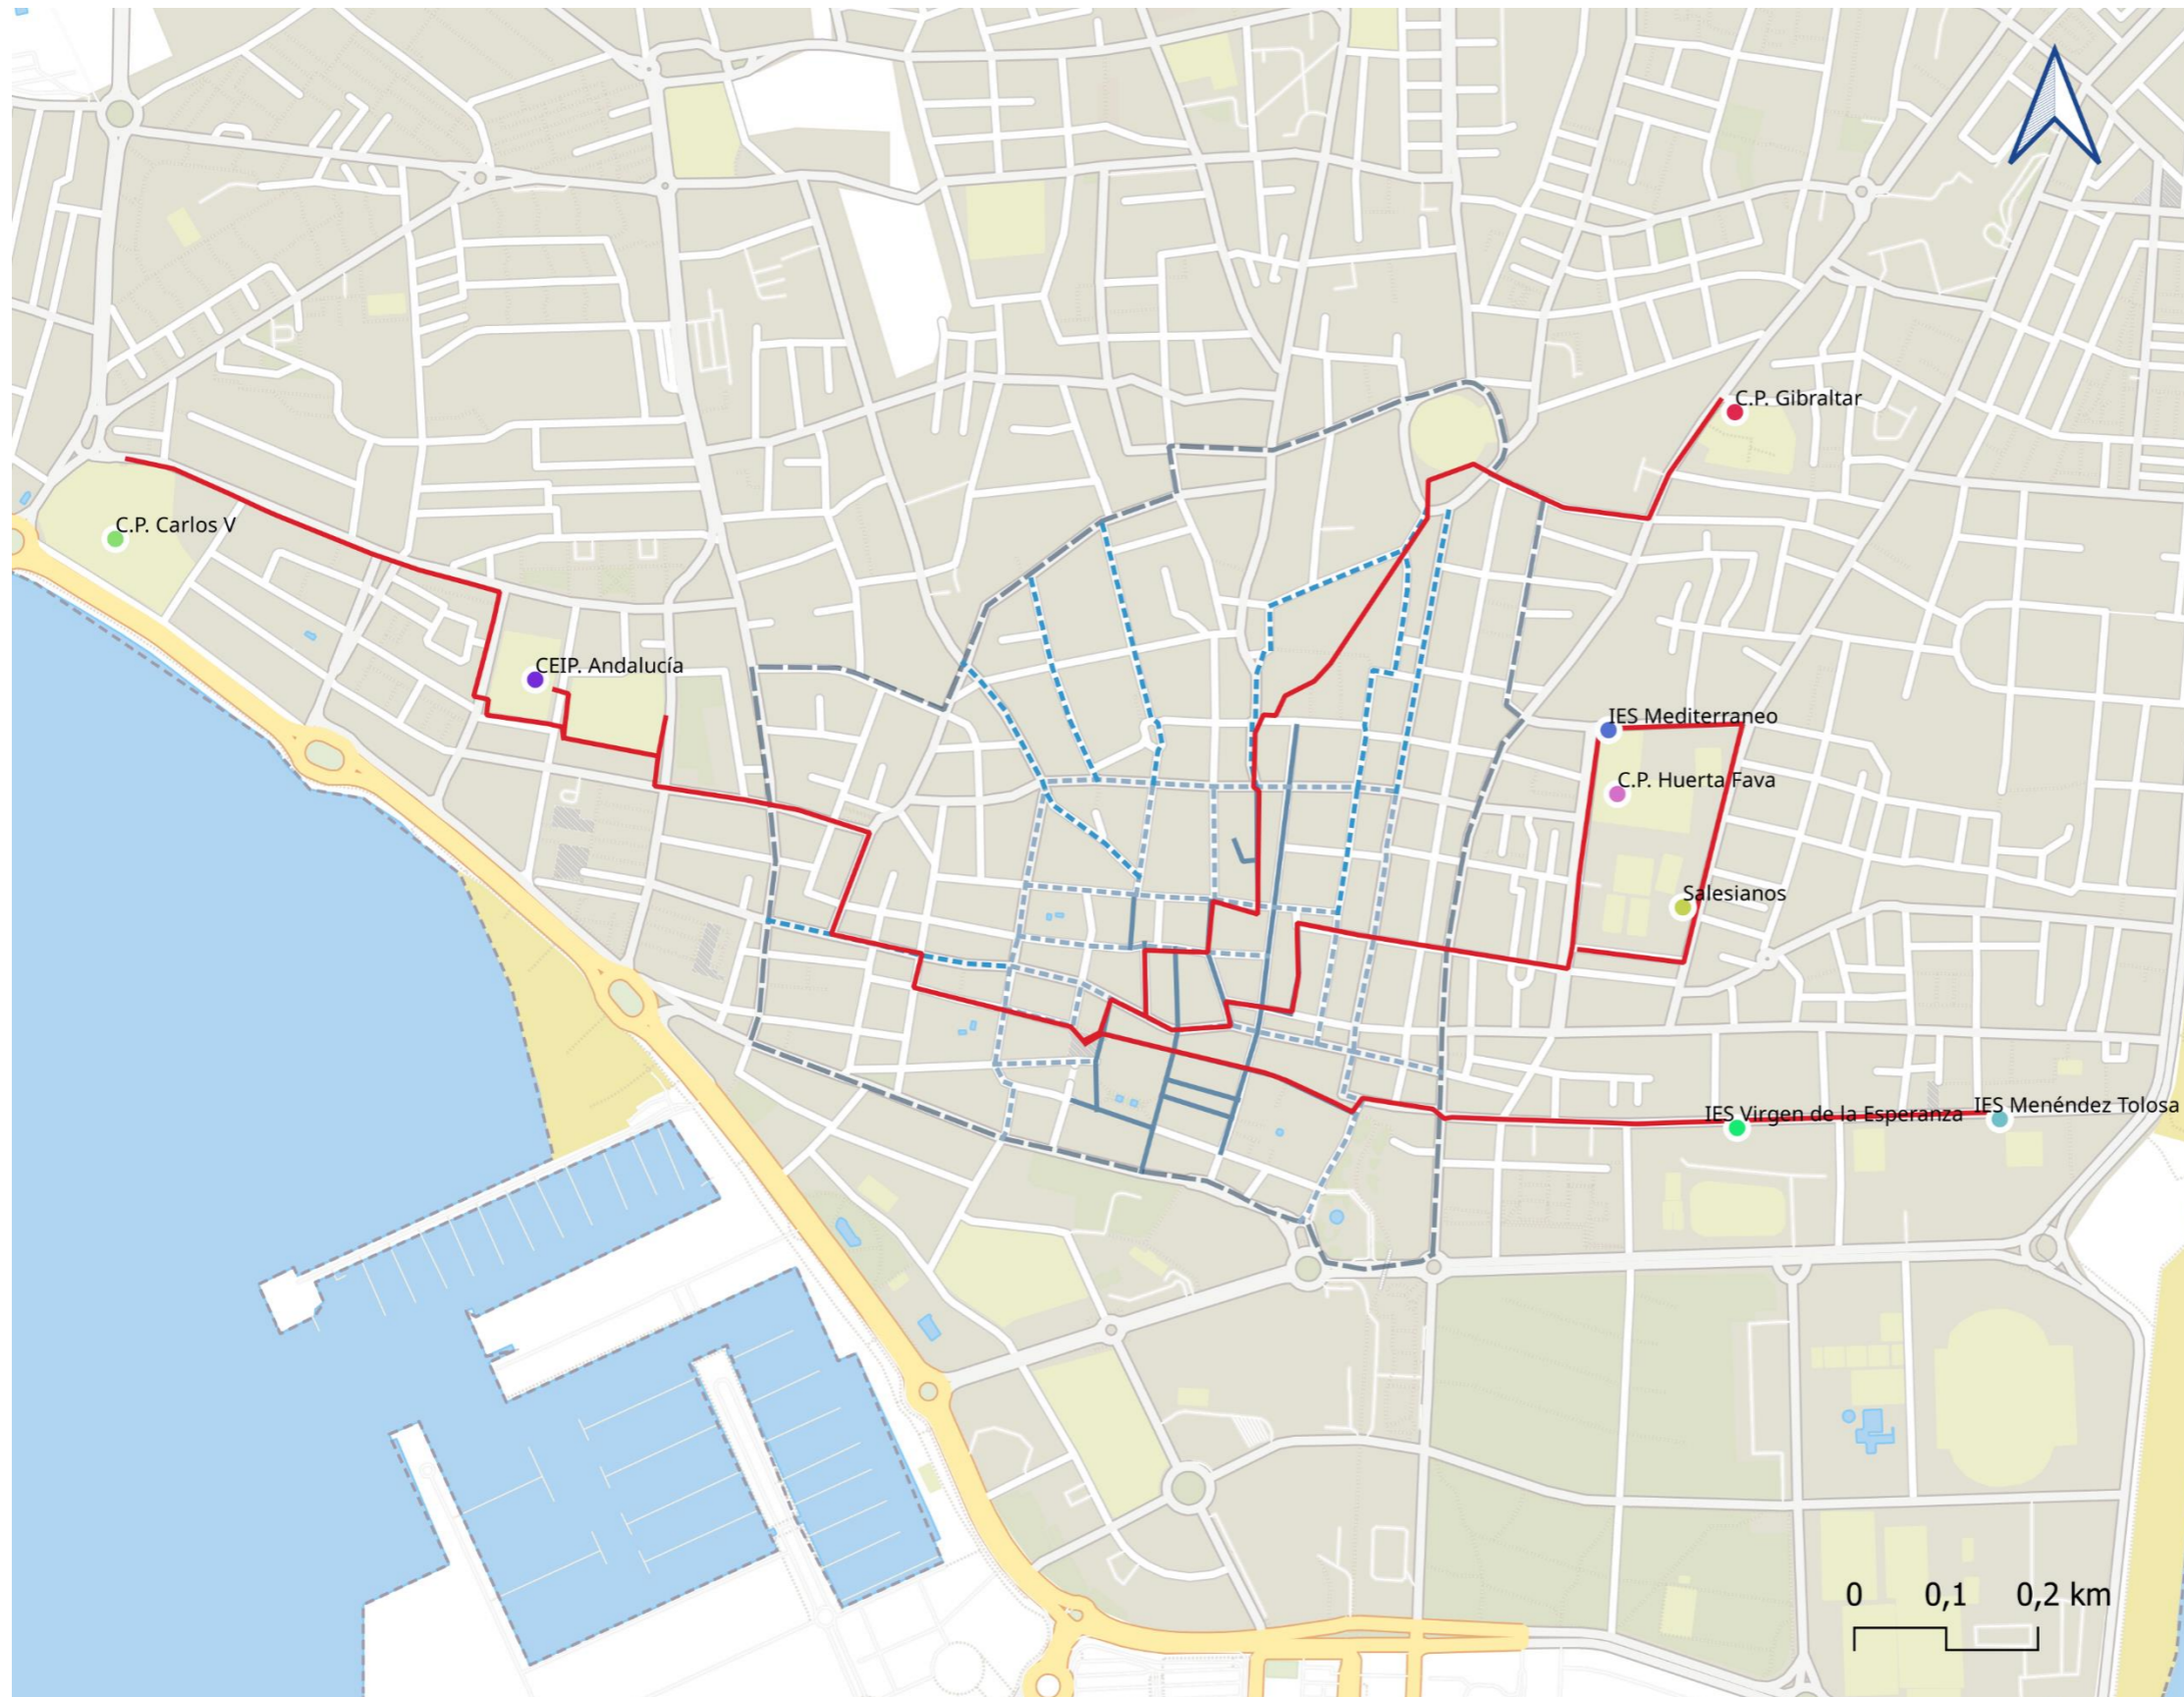 C.P. Gibraltar
C.P. Carlos V
CEIP. Andalucía
IES Mediterraneo
C.P. Huerta Fava
Salesianos
IES Virgen de la Esperanza
IES Menéndez Tolosa
0 0,1 0,2 km